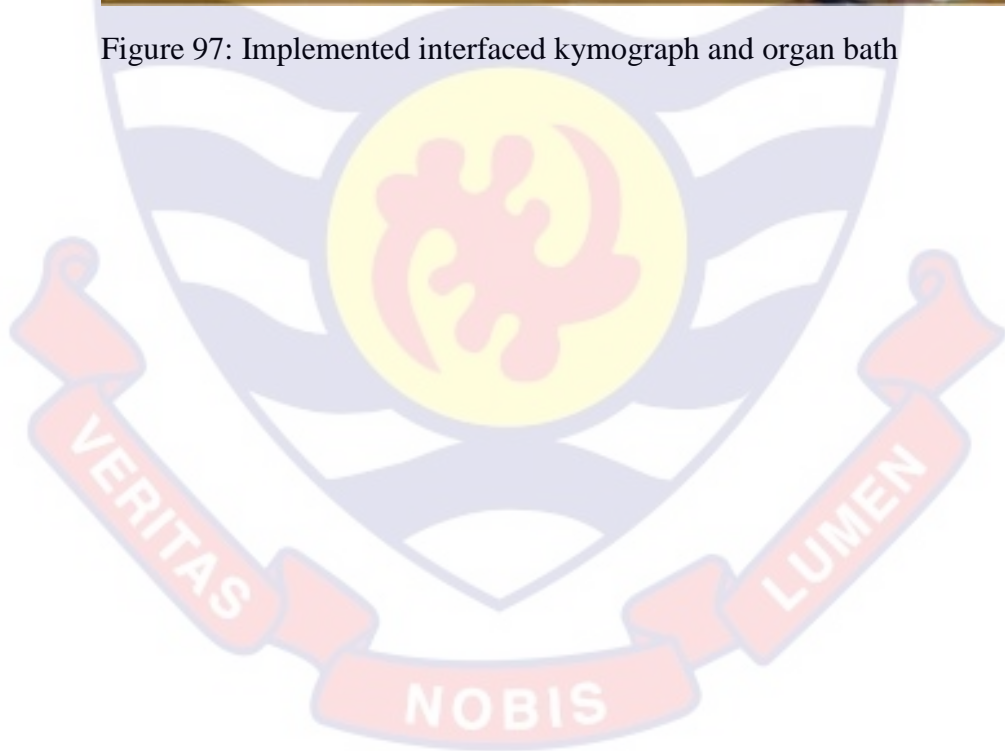 Figure 97: Implemented interfaced kymograph and organ bath
VERITAS
NOBIS
LUMEN